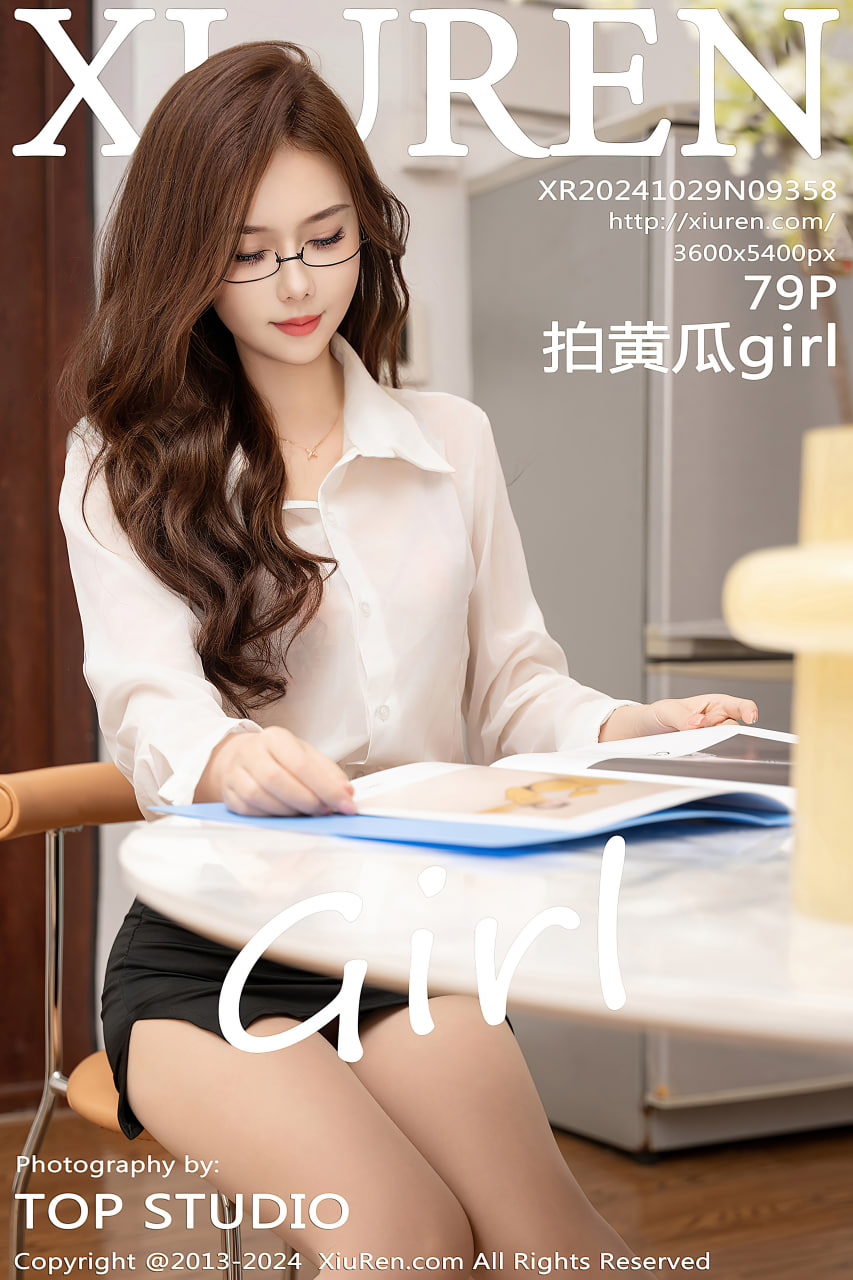 XIUREN
XR20241029N09358
http://xiuren.com/
3600x5400px
79P
拍黄瓜girl
Girl
Photography by:
TOP STUDIO
Copyright @2013-2024 XiuRen.com All Rights Reserved